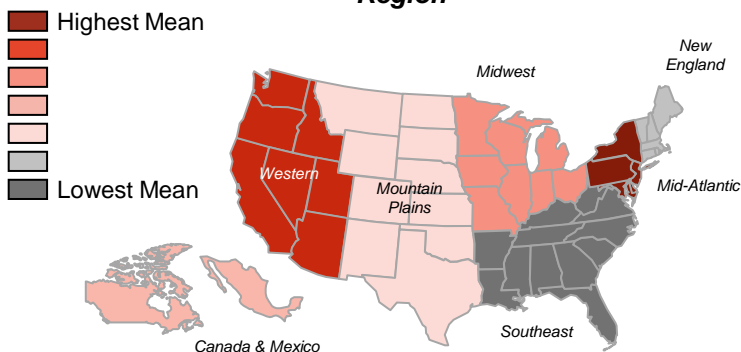 Region
Highest Mean
Lowest Mean
New
England
Midwest
Western
Mountain
Plains
Mid-Atlantic
Southeast
Canada & Mexico